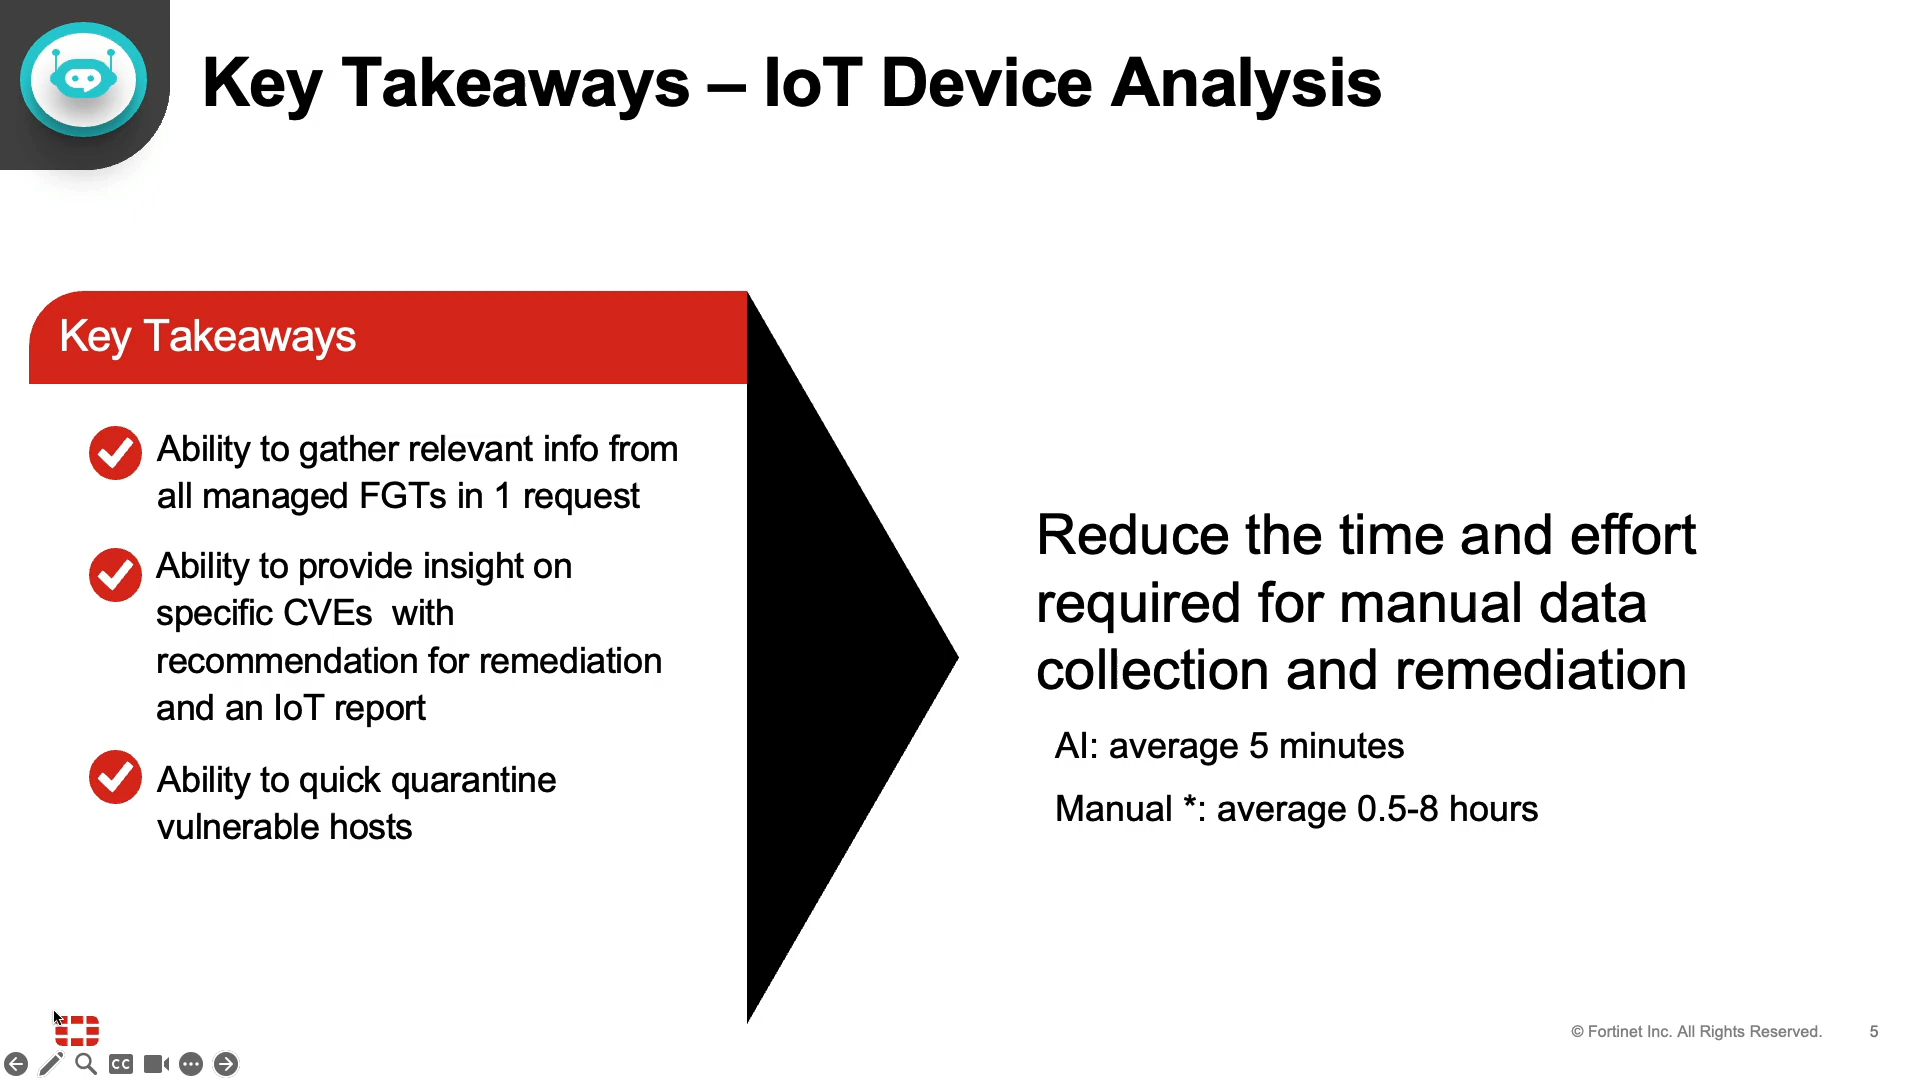 Key Takeaways – IoT Device Analysis
Key Takeaways
Ability to gather relevant info from
all managed FGTs in 1 request
Ability to provide insight on
specific CVEs  with
recommendation for remediation
and an IoT report
Ability to quick quarantine
vulnerable hosts
Reduce the time and effort
required for manual data
collection and remediation
AI: average 5 minutes
Manual *: average 0.5-8 hours
© Fortinet Inc. All Rights Reserved.
5
CC